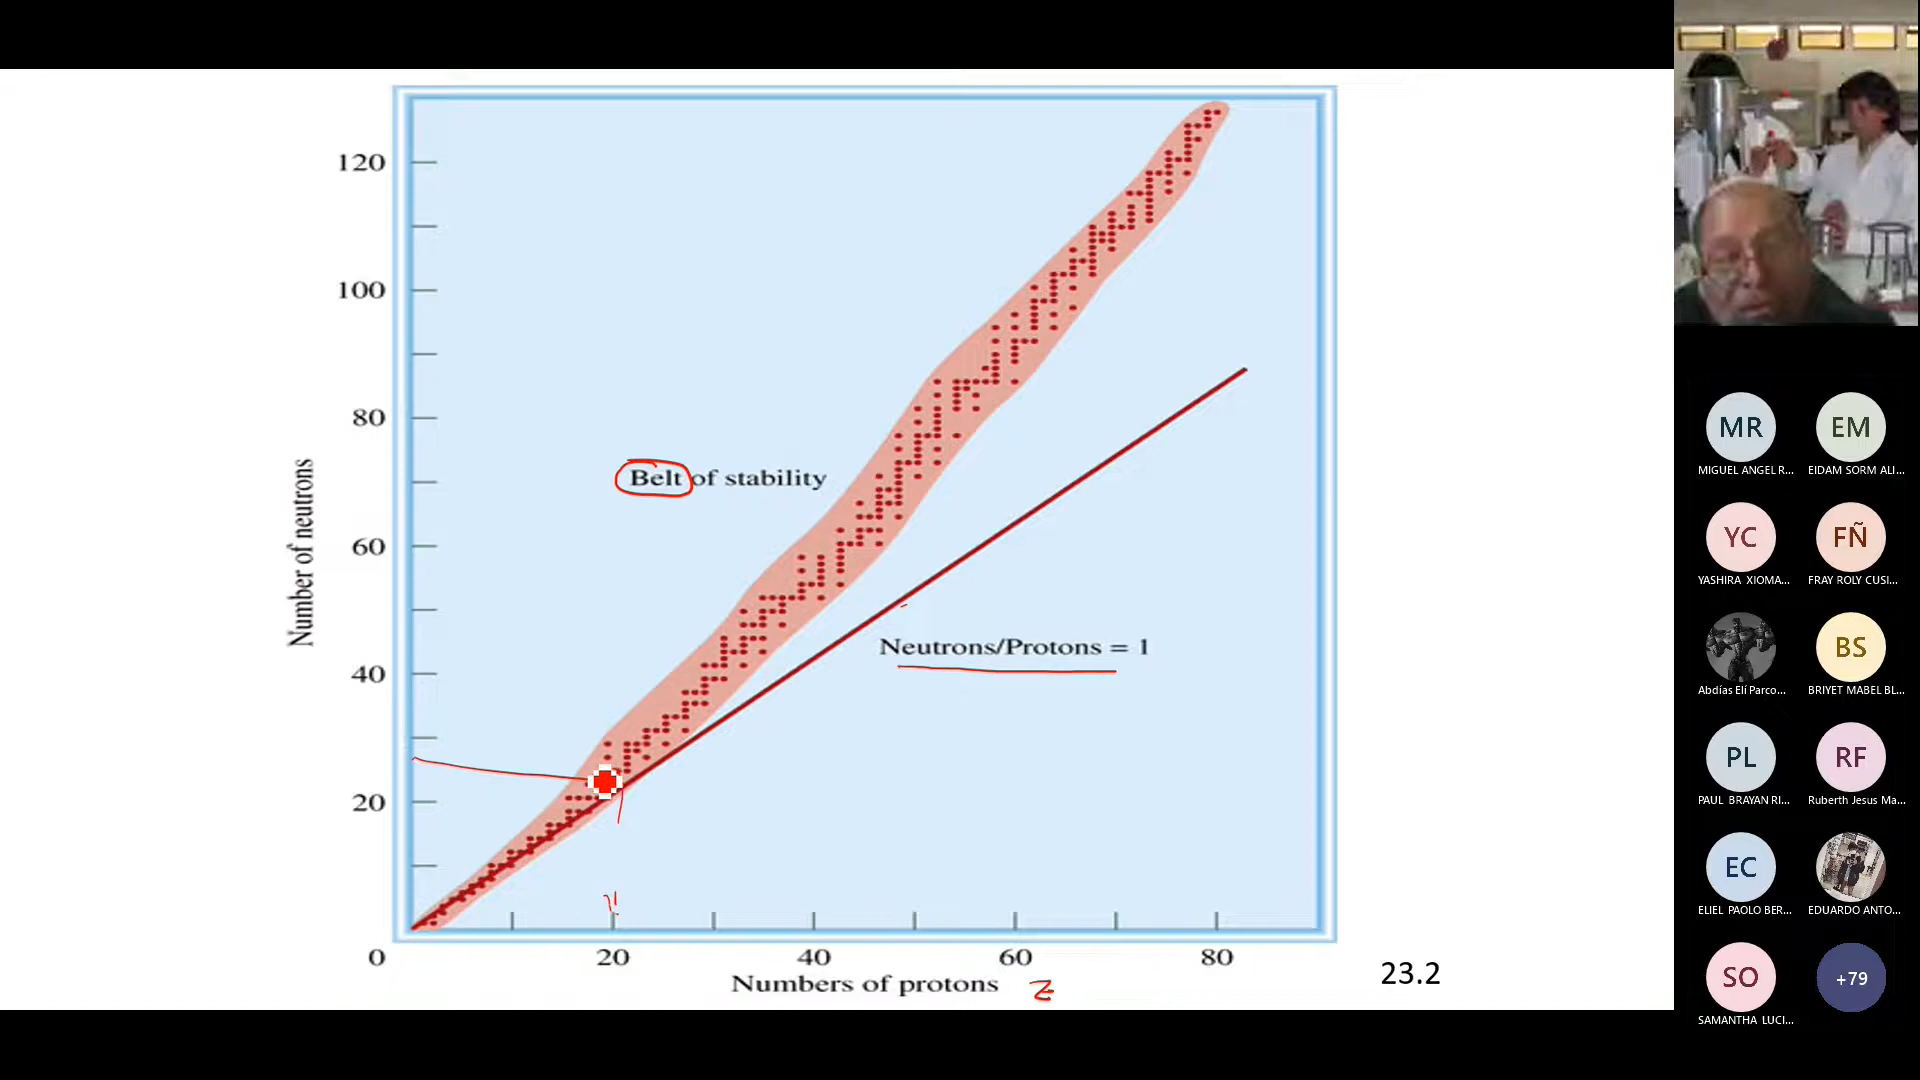 120
100
80
60
40
20
0
Number of neutrons
Belt of stability
Neutrons/Protons = 1
20
40
60
80
Numbers of protons Z
23.2
MR
EM
MIGUEL ANGEL R...
EIDAM SORM ALI...
YC
FÑ
YASHIRA XIOMA...
FRAY ROLY CUSI...
BS
Abdías Elí Parco...
BRIYET MABEL BL...
PL
RF
PAUL BRAYAN RI...
Ruberth Jesus Ma...
EC
ELIEL PAOLO BER...
EDUARDO ANTO...
SO
+79
SAMANTHA LUCI...